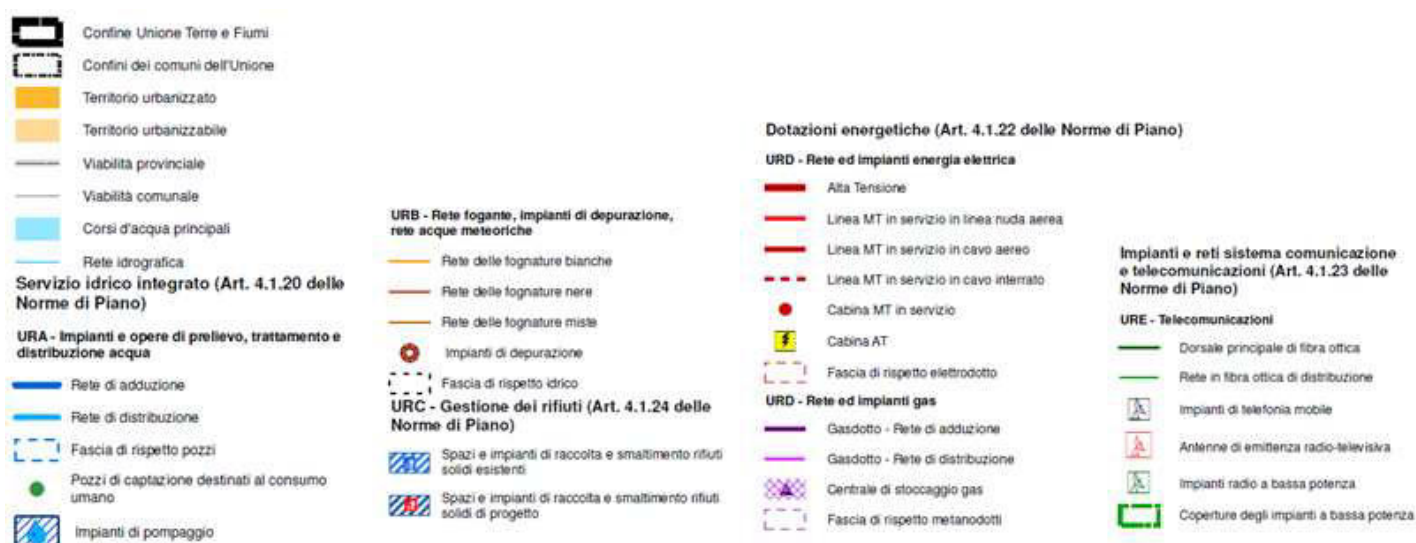 Confine Unione Terre e Fiumi
Confini dei comuni dell'Unione
Territorio urbanizzato
Territorio urbanizzabile
Viabilità provinciale
Viabilità comunale
Corsi d'acqua principali
Rete idrografica
Servizio idrico integrato (Art. 4.1.20 delle
Norme di Piano)
URA - Impianti e opere di prelievo, trattamento e
distribuzione acqua
Rete di adduzione
Rete di distribuzione
Fascia di rispetto pozzi
Pozzi di captazione destinati al consumo
umano
Impianti di pompaggio
URB - Rete fogante, impianti di depurazione,
rete acque meteoriche
Rete delle fognature bianche
Rete delle fognature nere
Rete delle fognature miste
Impianti di depurazione
Fascia di rispetto idrico
URC - Gestione dei rifiuti (Art. 4.1.24 delle
Norme di Piano)
Spazi e impianti di raccolta e smaltimento rifiuti
solidi esistenti
Spazi e impianti di raccolta e smaltimento rifiuti
solidi di progetto
Dotazioni energetiche (Art. 4.1.22 delle Norme di Piano)
URD - Rete ed impianti energia elettrica
Alta Tensione
Linea MT in servizio in linea nuda aerea
Linea MT in servizio in cavo aereo
Linea MT in servizio in cavo interrato
Cabina MT in servizio
Cabina AT
Fascia di rispetto elettrodotto
URD - Rete ed impianti gas
Gasdotto - Rete di adduzione
Gasdotto - Rete di distribuzione
Centrale di stoccaggio gas
Fascia di rispetto metanodotti
Impianti e reti sistema comunicazione
e telecomunicazioni (Art. 4.1.23 delle
Norme di Piano)
URE - Telecomunicazioni
Dorsale principale di fibra ottica
Rete in fibra ottica di distribuzione
Impianti di telefonia mobile
Antenne di emittenza radio-televisiva
Impianti radio a bassa potenza
Coperture degli impianti a bassa potenza